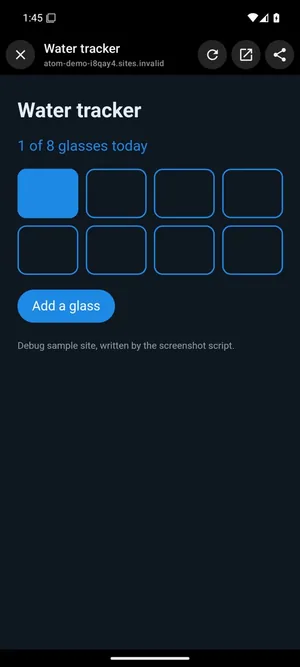 1:45
Water tracker
atom-demo-i8qay4.sites.invalid
Water tracker
1 of 8 glasses today
Add a glass
Debug sample site, written by the screenshot script.